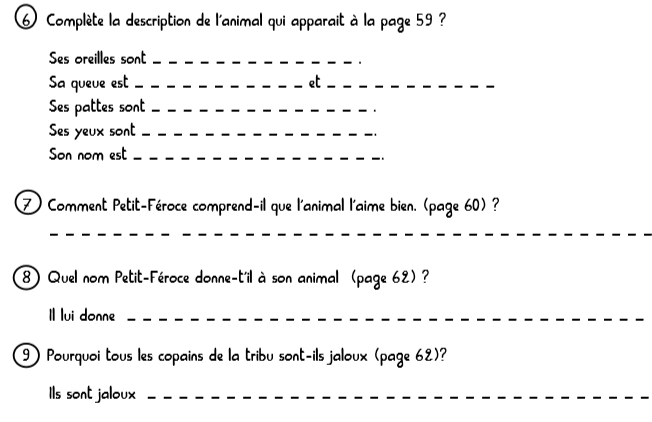 6 Complète la description de l'animal qui apparait à la page 59 ?
Ses oreilles sont _ _ _ _ _ _ _ _ _ _ _ _ _ .
Sa queue est _ _ _ _ _ _ _ _ _ _ _ et _ _ _ _ _ _ _ _ _ _ _
Ses pattes sont _ _ _ _ _ _ _ _ _ _ _ _ _ _ .
Ses yeux sont _ _ _ _ _ _ _ _ _ _ _ _ _ _ _.
Son nom est _ _ _ _ _ _ _ _ _ _ _ _ _ _ _ _.
7 Comment Petit-Féroce comprend-il que l'animal l'aime bien. (page 60) ?
_ _ _ _ _ _ _ _ _ _ _ _ _ _ _ _ _ _ _ _ _ _ _ _ _ _ _ _ _ _ _ _ _ _ _ _ _ _
8 Quel nom Petit-Féroce donne-t'il à son animal (page 62) ?
Il lui donne _ _ _ _ _ _ _ _ _ _ _ _ _ _ _ _ _ _ _ _ _ _ _ _ _ _ _ _ _ _ _ _ _
9 Pourquoi tous les copains de la tribu sont-ils jaloux (page 62)?
Ils sont jaloux _ _ _ _ _ _ _ _ _ _ _ _ _ _ _ _ _ _ _ _ _ _ _ _ _ _ _ _ _ _ _ _